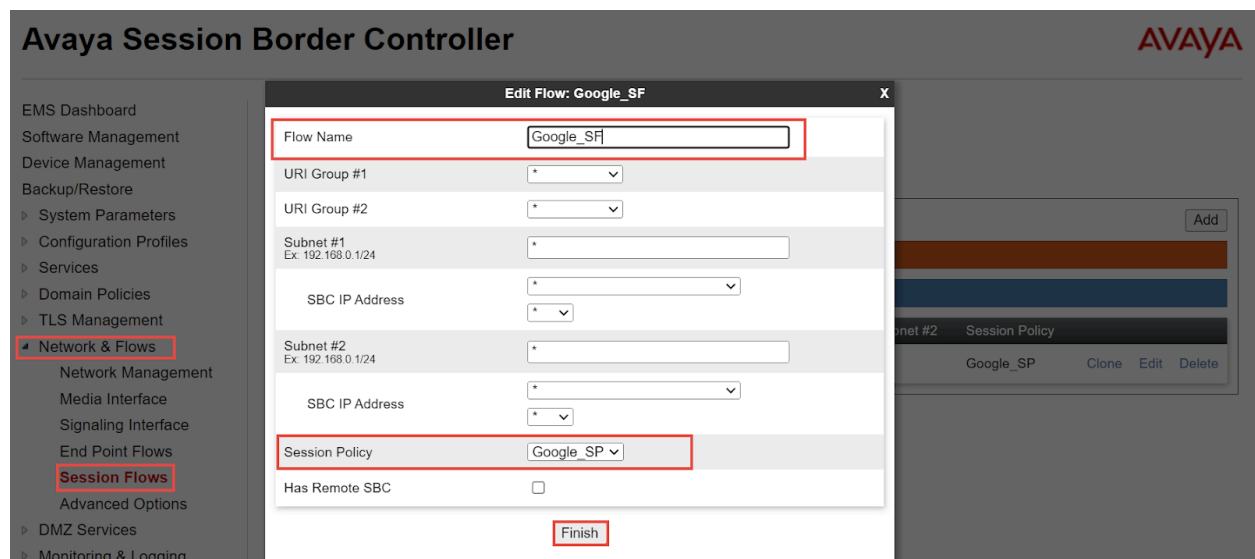 Avaya Session Border Controller
AVAYA
EMS Dashboard
Software Management
Device Management
Backup/Restore
System Parameters
Configuration Profiles
Services
Domain Policies
TLS Management
Network & Flows
Network Management
Media Interface
Signaling Interface
End Point Flows
Session Flows
Advanced Options
DMZ Services
Monitoring & Logging
Edit Flow: Google_SF X
Flow Name Google_SF
URI Group #1 *
URI Group #2 *
Subnet #1 *
Ex: 192.168.0.1/24
SBC IP Address *
*
Subnet #2 *
Ex: 192.168.0.1/24
SBC IP Address *
*
Session Policy Google_SP
Has Remote SBC
Finish
Add
#2 Session Policy
Google_SP Clone Edit Delete